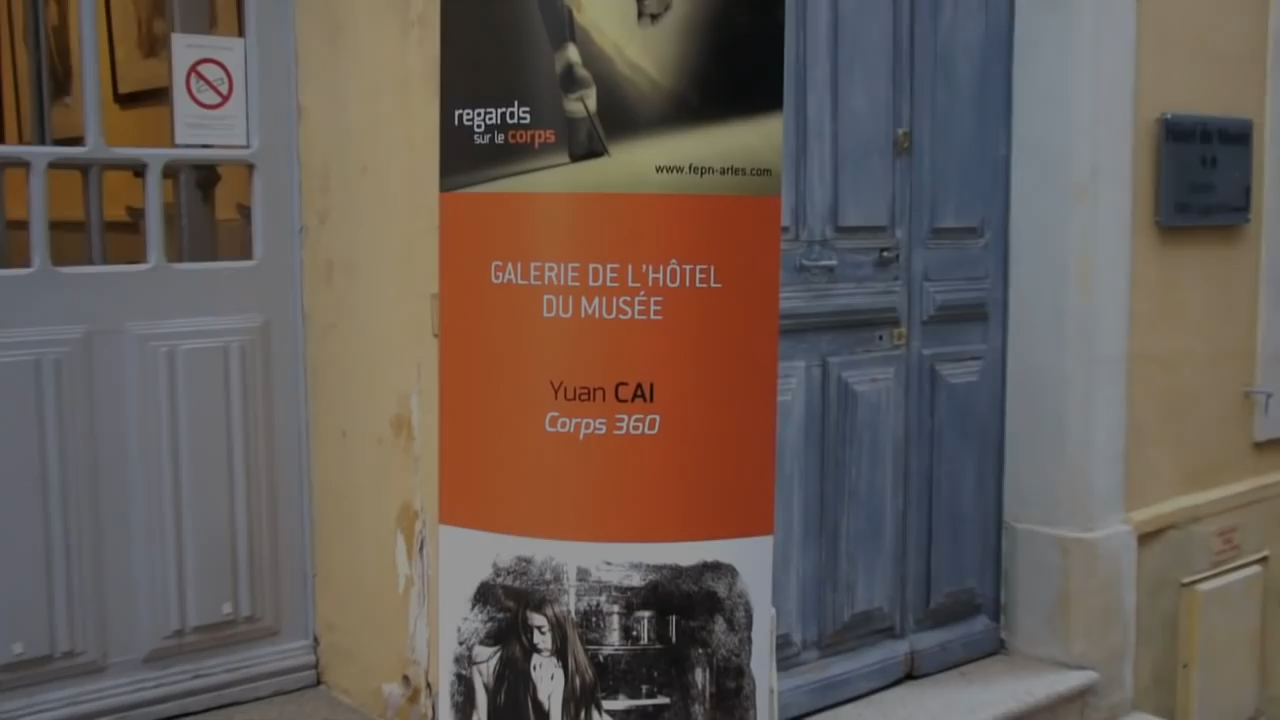 regards
sur le corps
www.fepn-arles.com
GALERIE DE L'HÔTEL
DU MUSÉE
Yuan CAI
Corps 360